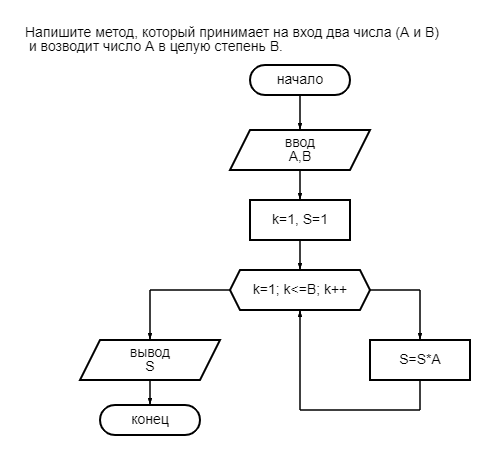 Напишите метод, который принимает на вход два числа (А и В)
и возводит число А в целую степень В.
начало
ввод
A,B
k=1, S=1
k=1; k<=B; k++
вывод
S
S=S*A
конец